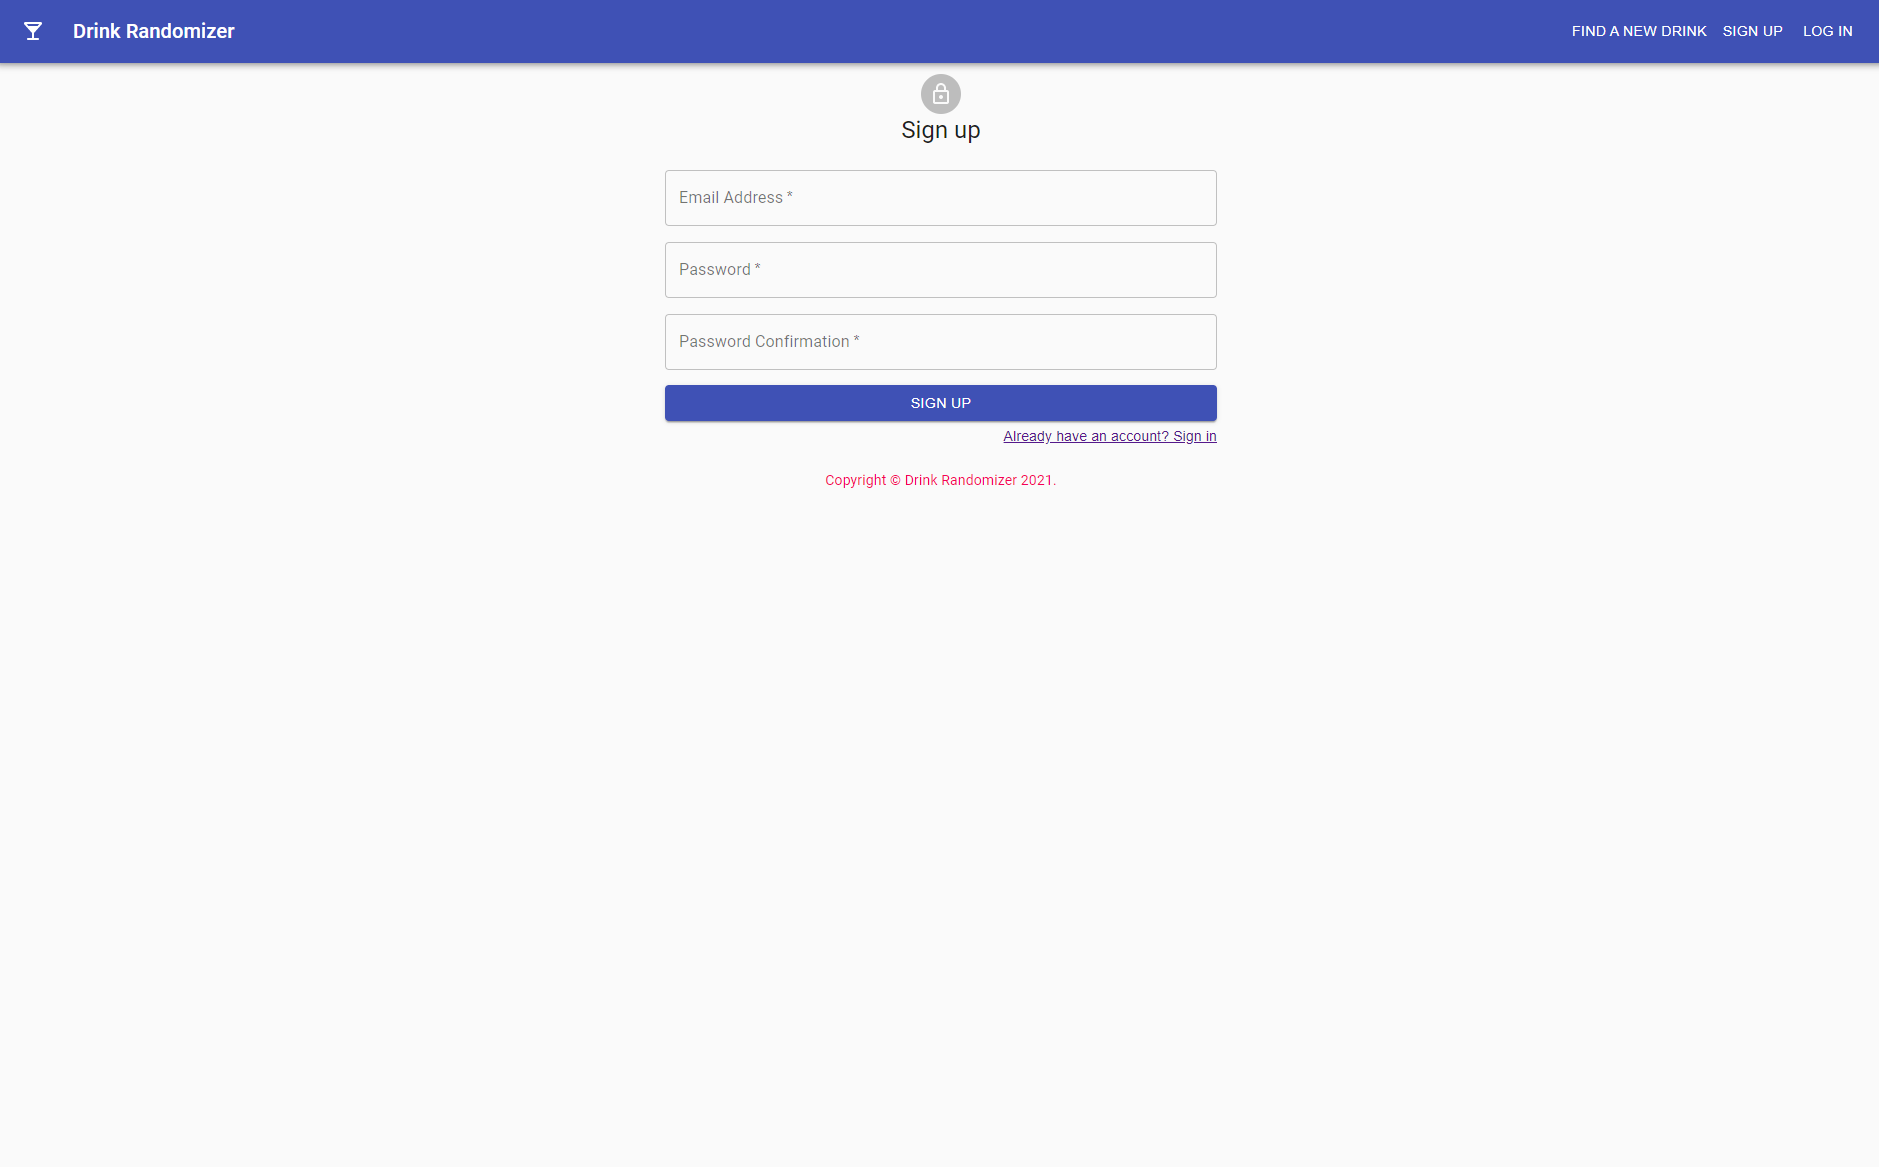 Drink Randomizer
FIND A NEW DRINK
SIGN UP
LOG IN
Sign up
Email Address *
Password *
Password Confirmation *
SIGN UP
Already have an account? Sign in
Copyright © Drink Randomizer 2021.